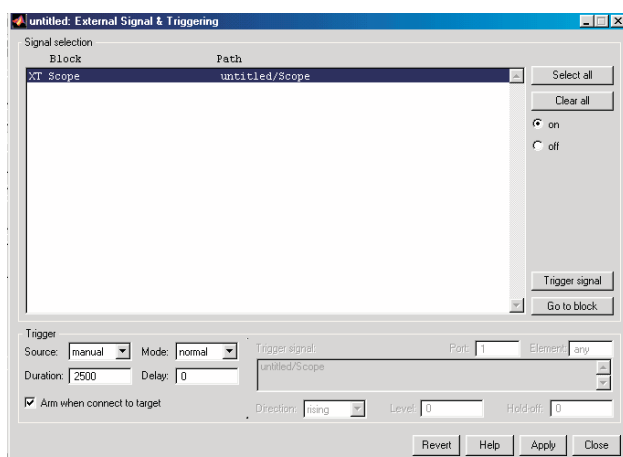 untitled: External Signal & Triggering
Signal selection
Block Path
XT Scope untitled/Scope
Select all
Clear all
on
off
Trigger signal
Go to block
Trigger
Source: manual Mode: normal
Duration: 2500 Delay: 0
Arm when connect to target
Trigger signal: Port: 1 Element: any
untitled/Scope
Direction: rising Level: 0 Hold-off: 0
Revert Help Apply Close